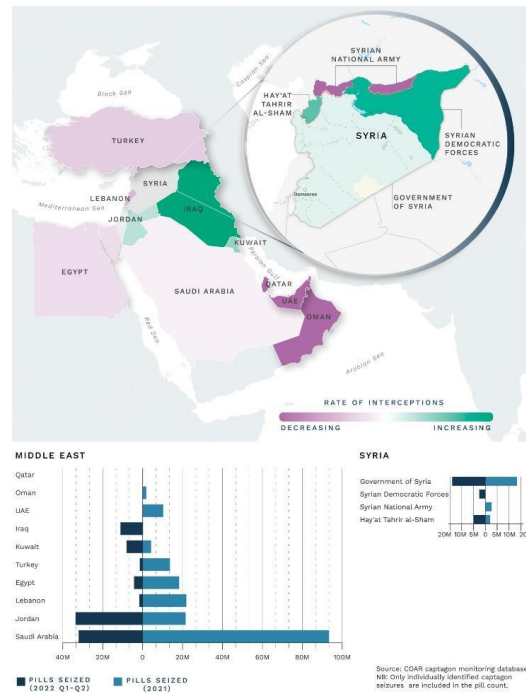 Black Sea
Caspian Sea
SYRIAN
NATIONAL ARMY
HAY'AT
TAHRIR
AL-SHAM
TURKEY
SYRIA
SYRIAN
DEMOCRATIC
FORCES
SYRIA
LEBANON
Mediterranean Sea
Damascus
GOVERNMENT
OF SYRIA
IRAQ
JORDAN
KUWAIT
Persian Gulf
EGYPT
QATAR
SAUDI ARABIA
UAE
OMAN
Red Sea
Arabian Sea
RATE OF INTERCEPTIONS
DECREASING
INCREASING
MIDDLE EAST
Qatar
Oman
UAE
Iraq
Kuwait
Turkey
Egypt
Lebanon
Jordan
Saudi Arabia
40M 20M 0 20M 40M 60M 80M 100M
PILLS SEIZED
(2022 Q1-Q2)
PILLS SEIZED
(2021)
SYRIA
Government of Syria
Syrian Democratic Forces
Syrian National Army
Hay'at Tahrir al-Sham
20M 10M 5M 0 5M 10M 20M
Source: COAR captagon monitoring database
NB: Only individually identified captagon
seizures are included in the pill count.